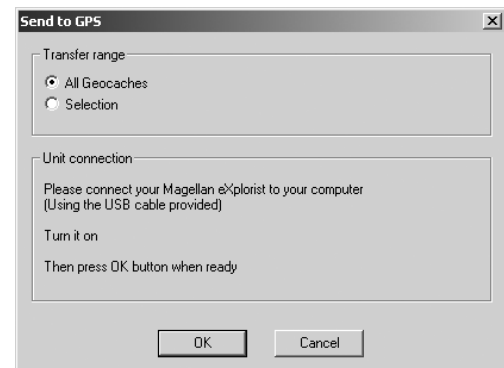 Send to GPS
Transfer range
All Geocaches
Selection
Unit connection
Please connect your Magellan eXplorist to your computer
(Using the USB cable provided)
Turn it on
Then press OK button when ready
OK
Cancel